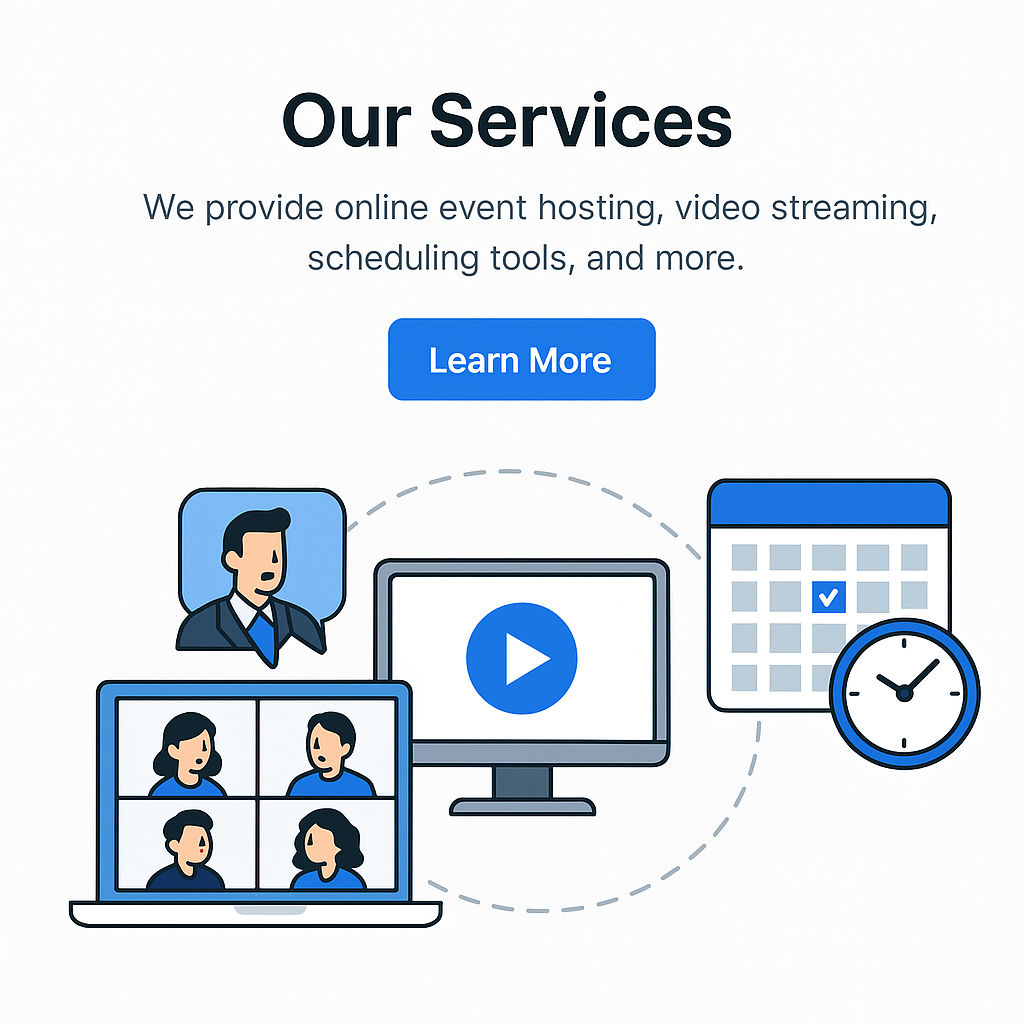 Our Services
We provide online event hosting, video streaming,
scheduling tools, and more.
Learn More